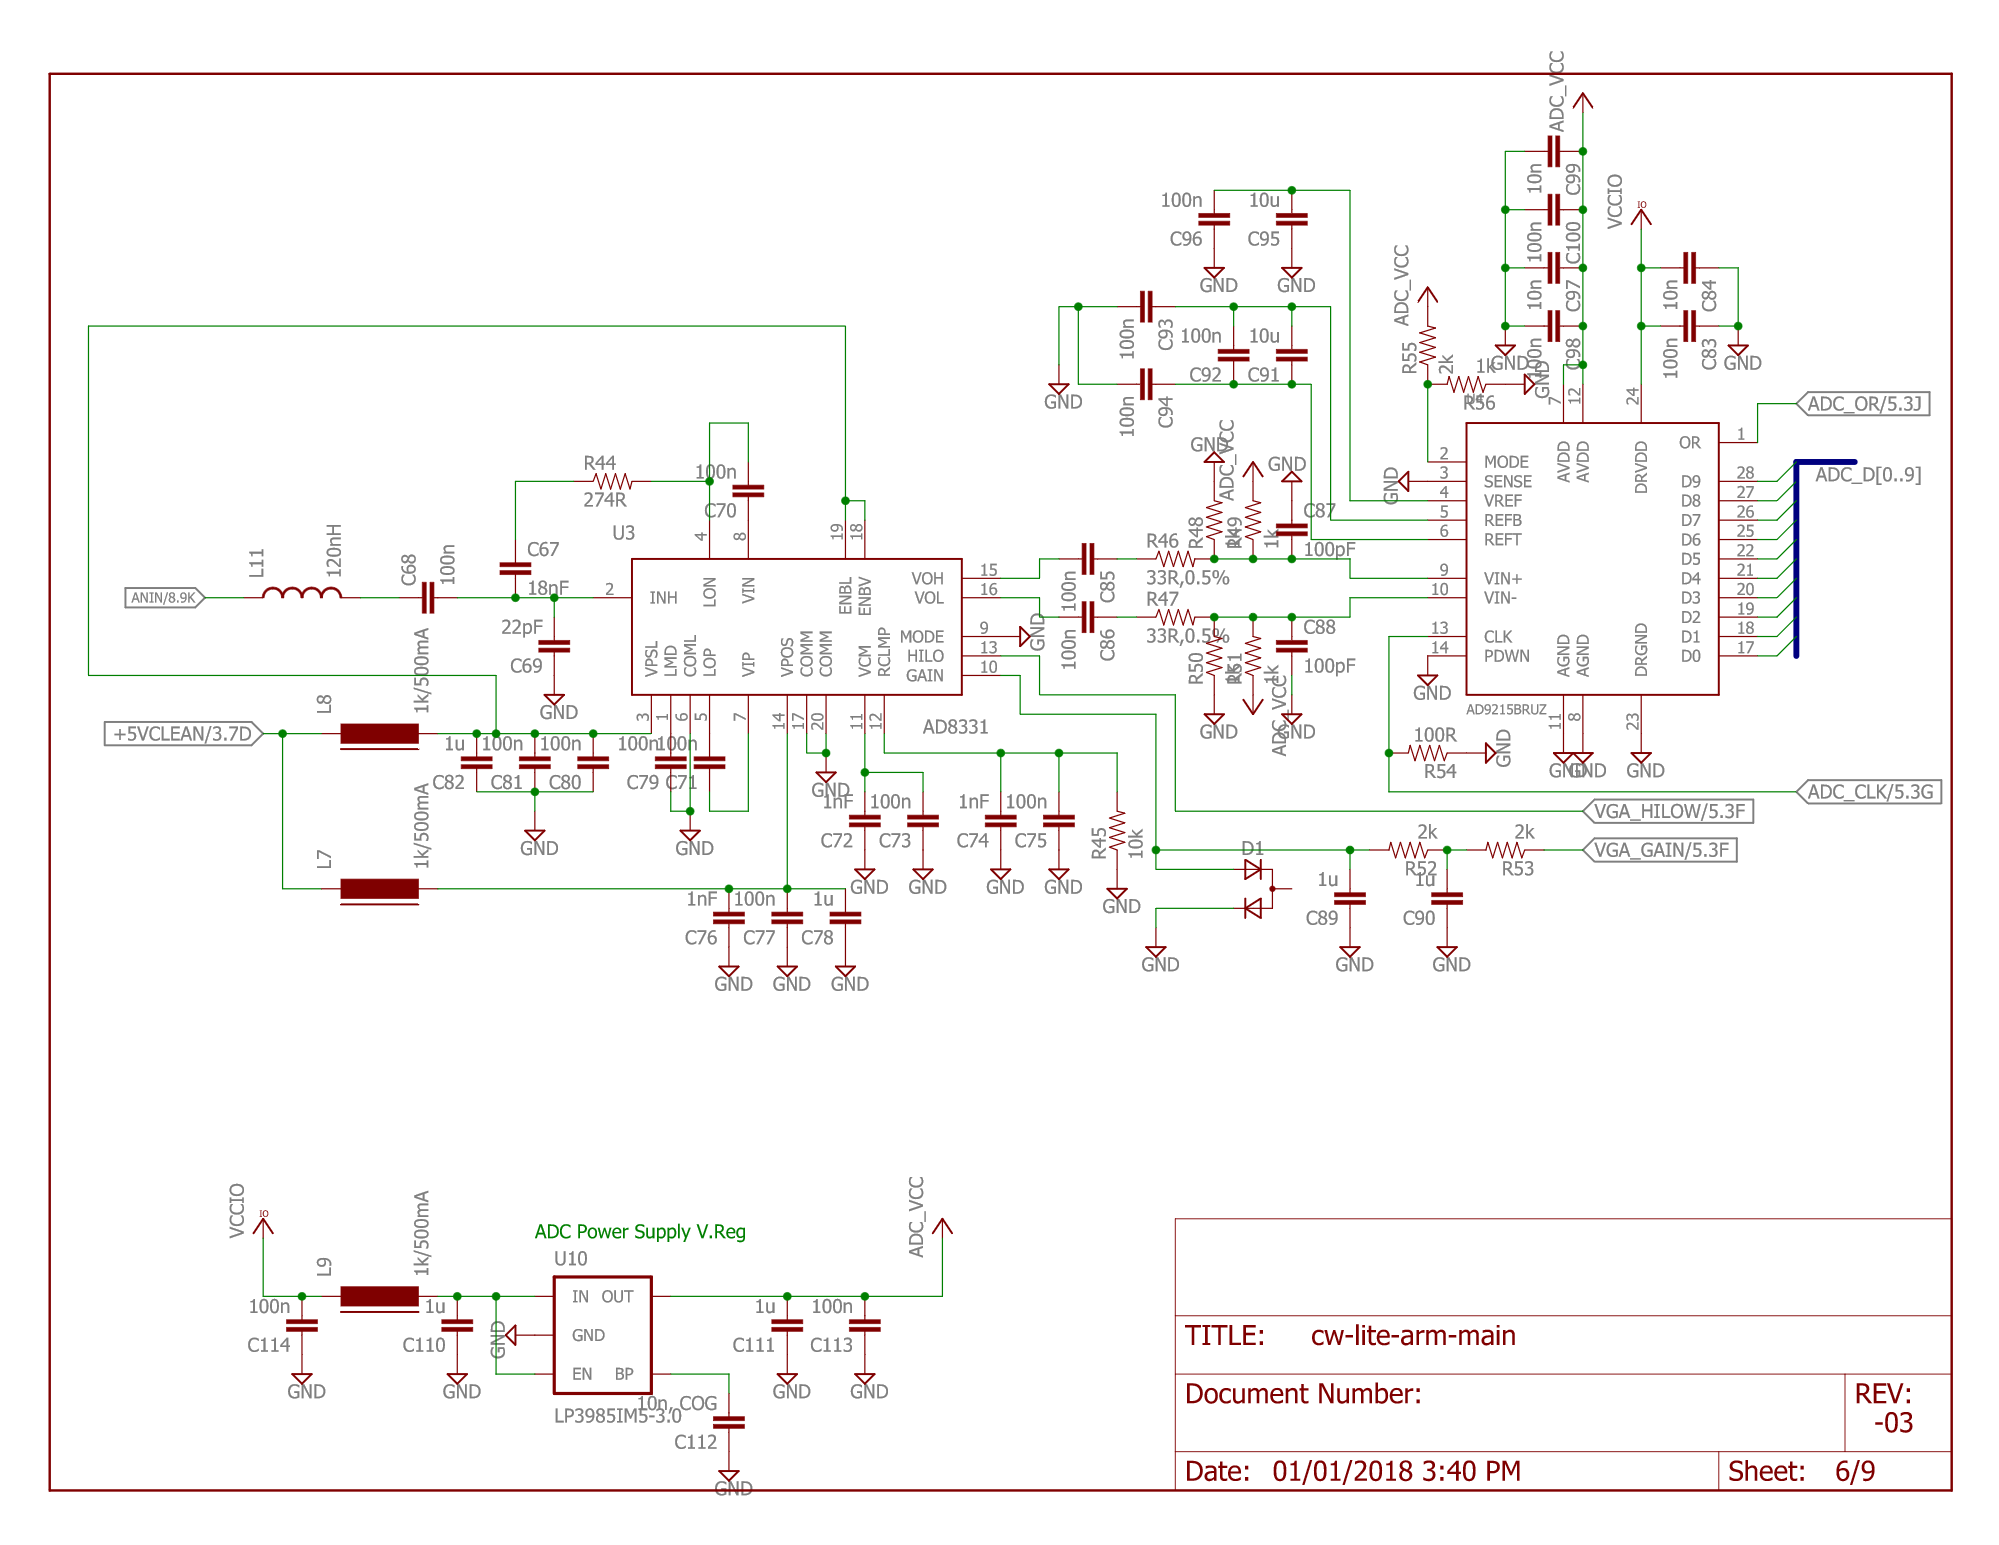 ADC_VCC
10n
C99
100n
C100
10n
C97
100n
C98
GND
VCCIO
IO
10n
C84
100n
C83
GND
100n
C96
GND
10u
C95
GND
ADC_VCC
R55
2k
1k
R56
GND
100n
C93
100n
C92
10u
C91
100n
C94
GND
ADC_OR/5.3J
ADC_D[0..9]
7
12
24
AVDD
AVDD
DRVDD
OR
1
2
MODE
3
SENSE
4
VREF
5
REFB
6
REFT
9
VIN+
10
VIN-
13
CLK
14
PDWN
D9
28
D8
27
D7
26
D6
25
D5
22
D4
21
D3
20
D2
19
D1
18
D0
17
AGND
AGND
DRGND
11
8
23
AD9215BRUZ
GND
GND
GND
GND
GND
100R
R54
GND
ADC_CLK/5.3G
VGA_HILOW/5.3F
VGA_GAIN/5.3F
GND
ADC_VCC
GND
R48
R49
1k
C87
100pF
R46
33R,0.5%
R47
33R,0.5%
100n
C85
100n
C86
R50
R51
1k
C88
100pF
GND
ADC_VCC
GND
R44
274R
100n
C70
U3
4
8
19
18
C67
18nF
L11
120nH
C68
100n
ANIN/8.9K
2
INH
LON
VIN
ENBL
ENBV
VOH
15
VOL
16
MODE
9
GND
HILO
13
GAIN
10
VPSL
LMD
COML
LOP
VIP
VPOS
COMM
COMM
VCM
RCLMP
3
1
6
5
7
14
17
20
11
12
AD8331
22pF
C69
GND
L8
1k/500mA
+5VCLEAN/3.7D
1u
C82
100n
C81
100n
C80
100n
C79
100n
C71
GND
GND
GND
L7
1k/500mA
1nF
C72
GND
100n
C73
GND
1nF
C74
GND
100n
C75
GND
R45
10k
GND
1nF
C76
GND
100n
C77
GND
1u
C78
GND
D1
GND
1u
C89
GND
2k
R52
1u
C90
GND
2k
R53
VCCIO
IO
L9
1k/500mA
100n
C114
GND
1u
C110
GND
ADC Power Supply V.Reg
U10
IN
OUT
GND
GND
EN
BP
LP3985IM5-3.0
10n, COG
C112
GND
1u
C111
GND
100n
C113
GND
ADC_VCC
TITLE: cw-lite-arm-main
Document Number:
REV:
-03
Date: 01/01/2018 3:40 PM
Sheet: 6/9